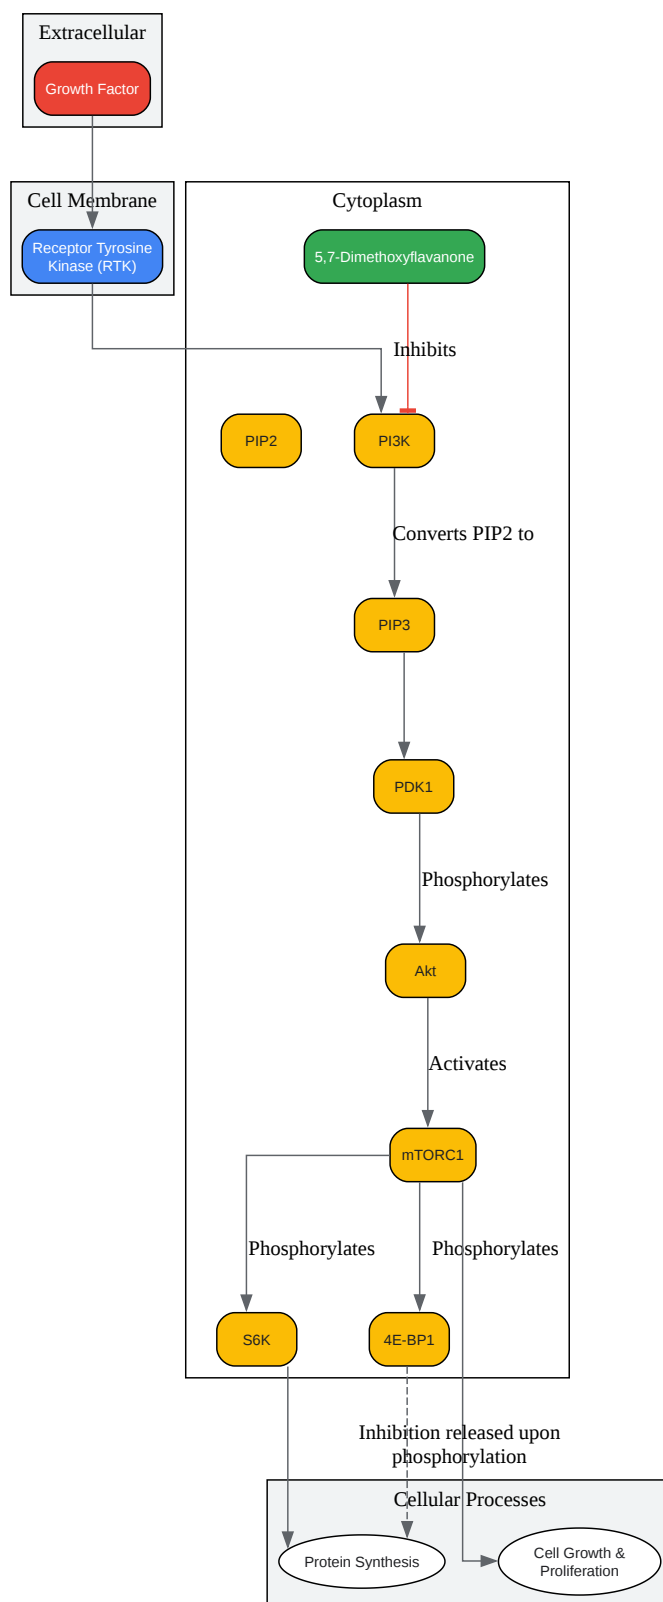 Extracellular
Growth Factor
Cell Membrane
Receptor Tyrosine
Kinase (RTK)
Cytoplasm
5,7-Dimethoxyflavanone
Inhibits
PIP2
PI3K
Converts PIP2 to
PIP3
PDK1
Phosphorylates
Akt
Activates
mTORC1
Phosphorylates
Phosphorylates
S6K
4E-BP1
Inhibition released upon
phosphorylation
Cellular Processes
Protein Synthesis
Cell Growth &
Proliferation